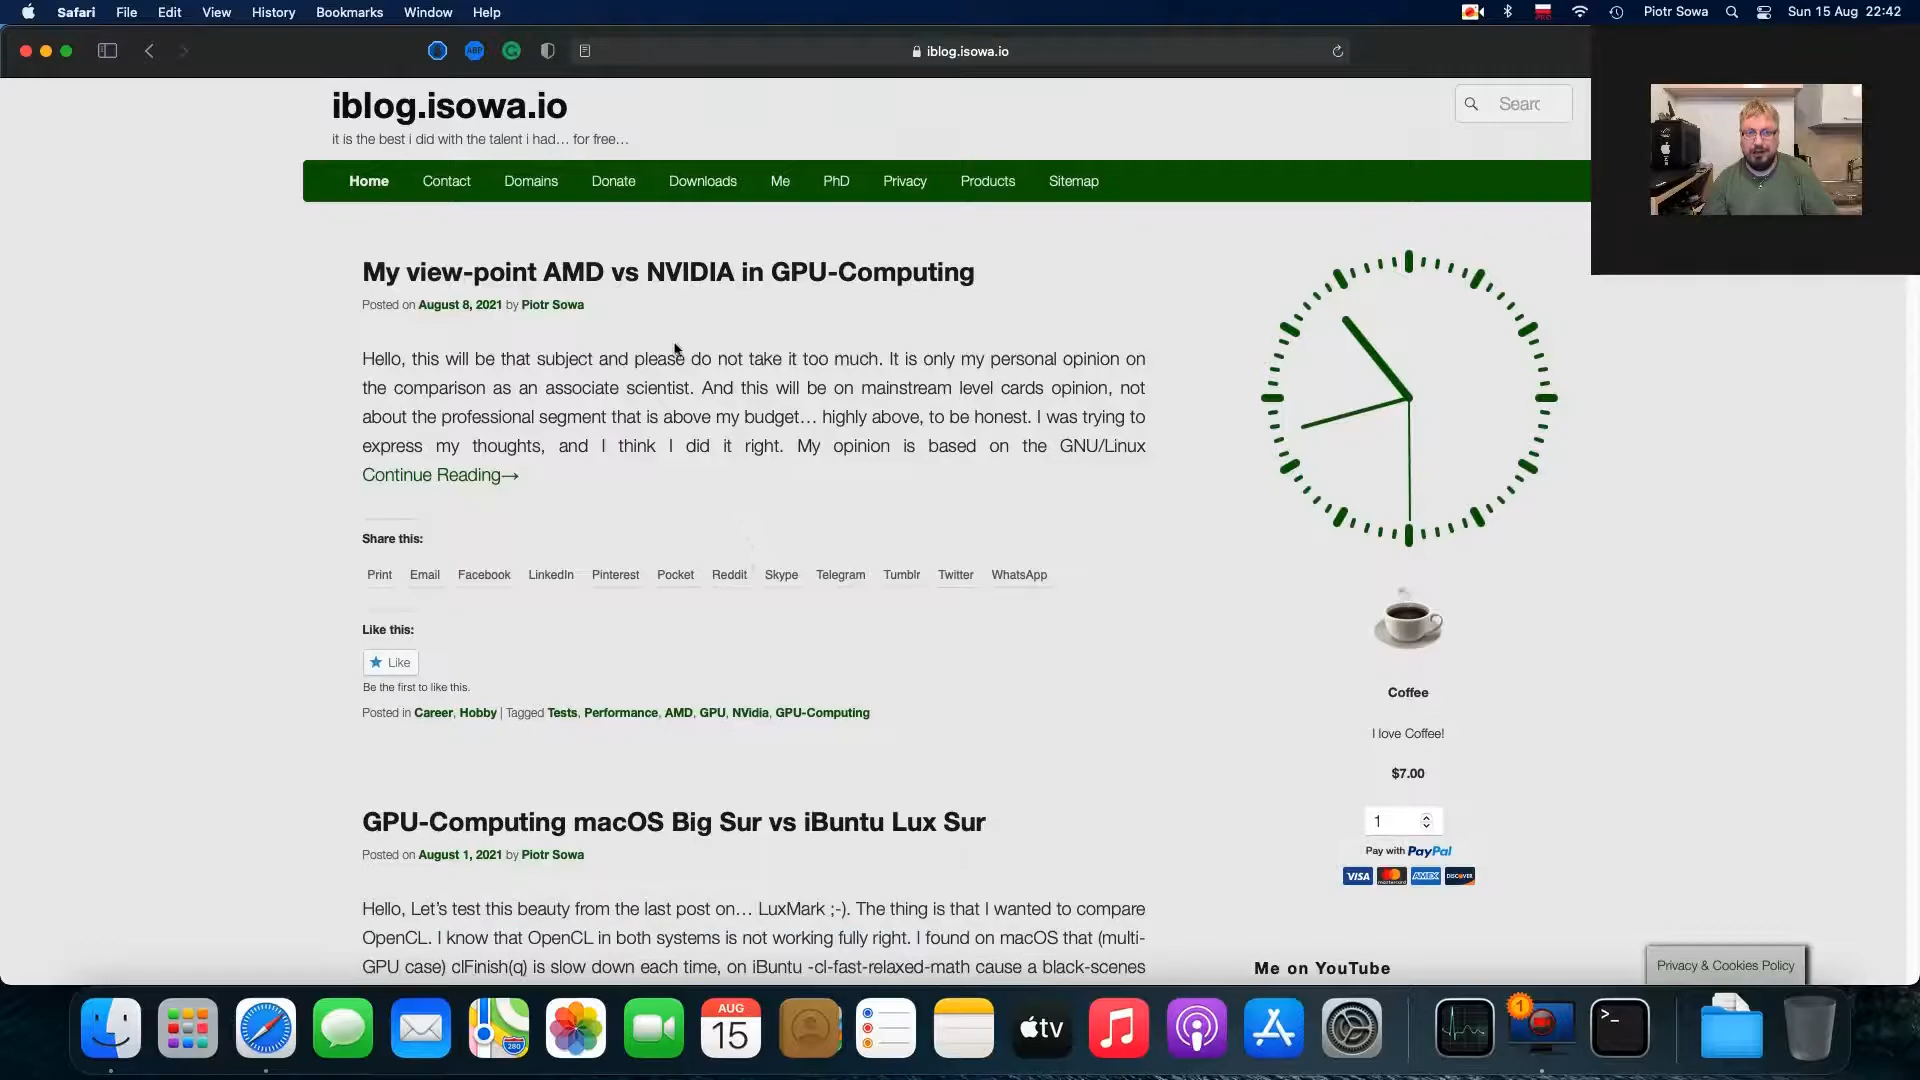 Safari File Edit View History Bookmarks Window Help Piotr Sowa Sun 15 Aug 22:42
ABP iblog.isowa.io
iblog.isowa.io
Searc
it is the best i did with the talent i had… for free…
Home Contact Domains Donate Downloads Me PhD Privacy Products Sitemap
My view-point AMD vs NVIDIA in GPU-Computing
Posted on August 8, 2021 by Piotr Sowa
Hello, this will be that subject and please do not take it too much. It is only my personal opinion on
the comparison as an associate scientist. And this will be on mainstream level cards opinion, not
about the professional segment that is above my budget… highly above, to be honest. I was trying to
express my thoughts, and I think I did it right. My opinion is based on the GNU/Linux
Continue Reading→
Share this:
Print Email Facebook LinkedIn Pinterest Pocket Reddit Skype Telegram Tumblr Twitter WhatsApp
Like this:
Like
Be the first to like this.
Posted in Career, Hobby | Tagged Tests, Performance, AMD, GPU, NVidia, GPU-Computing
Coffee
I love Coffee!
$7.00
1
Pay with PayPal
VISA mastercard AMEX DISCOVER
GPU-Computing macOS Big Sur vs iBuntu Lux Sur
Posted on August 1, 2021 by Piotr Sowa
Hello, Let's test this beauty from the last post on… LuxMark ;-). The thing is that I wanted to compare
OpenCL. I know that OpenCL in both systems is not working fully right. I found on macOS that (multi-
GPU case) clFinish(q) is slow down each time, on iBuntu -cl-fast-relaxed-math cause a black-scenes
Me on YouTube
Privacy & Cookies Policy
280
AUG
15
tv
1
>_